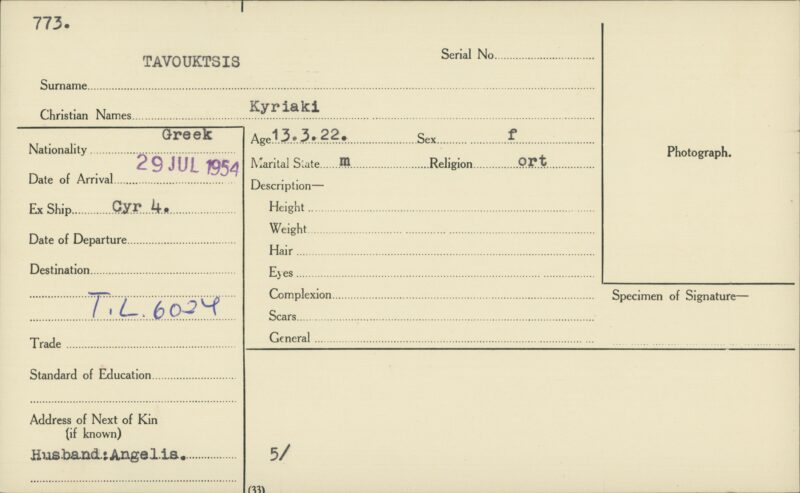 773.
TAVOUKTSIS
Serial No.
Surname
Christian Names Kyriaki
Nationality Greek
Date of Arrival 29 JUL 1954
Ex Ship Cyr 4.
Date of Departure
Destination
T.L. 6024
Trade
Standard of Education
Address of Next of Kin
(if known)
Husband:Angelis.
Age 13.3.22. Sex f
Marital State m Religion ort
Description—
Height
Weight
Hair
Eyes
Complexion
Scars
General
5/
(33)
Photograph.
Specimen of Signature—